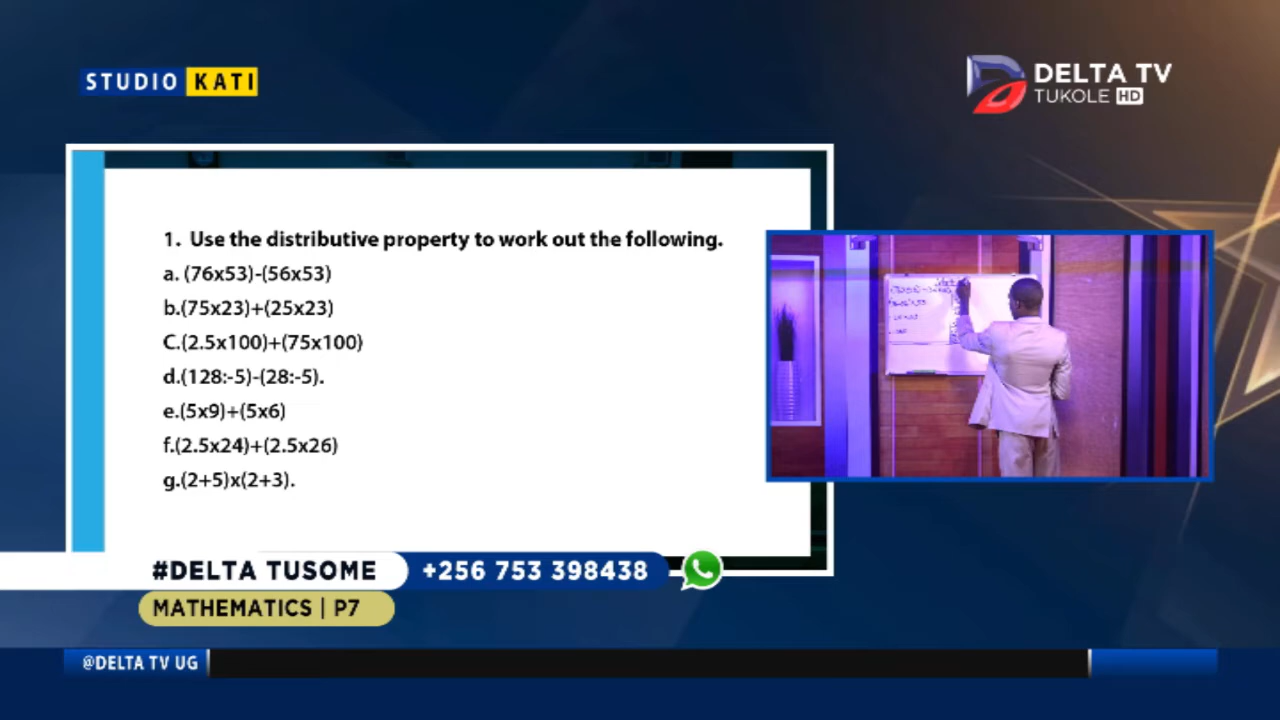 STUDIO KATI
DELTA TV
TUKOLE HD
1. Use the distributive property to work out the following.
a. (76x53)-(56x53)
b.(75x23)+(25x23)
C.(2.5x100)+(75x100)
d.(128:-5)-(28:-5).
e.(5x9)+(5x6)
f.(2.5x24)+(2.5x26)
g.(2+5)x(2+3).
#DELTA TUSOME +256 753 398438
MATHEMATICS | P7
@DELTA TV UG